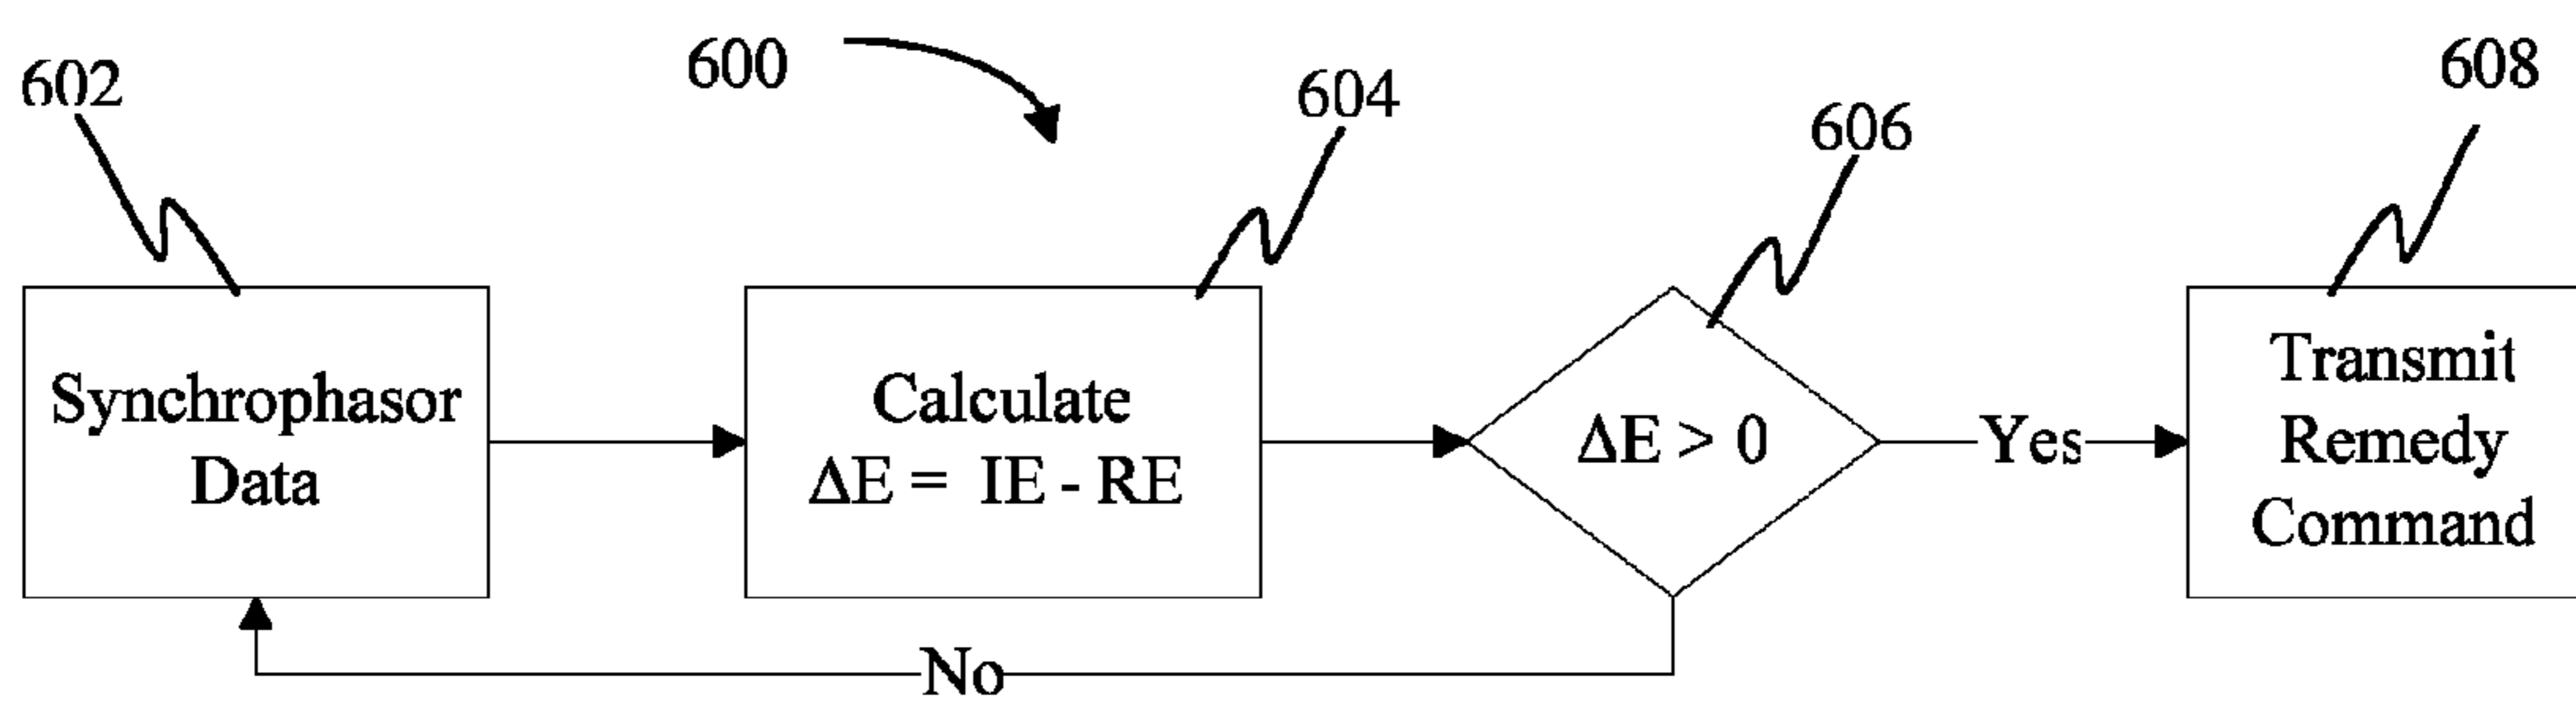 600
602
604
606
608
Synchrophasor
Data
Calculate
ΔE = IE - RE
ΔE > 0
Yes
Transmit
Remedy
Command
No